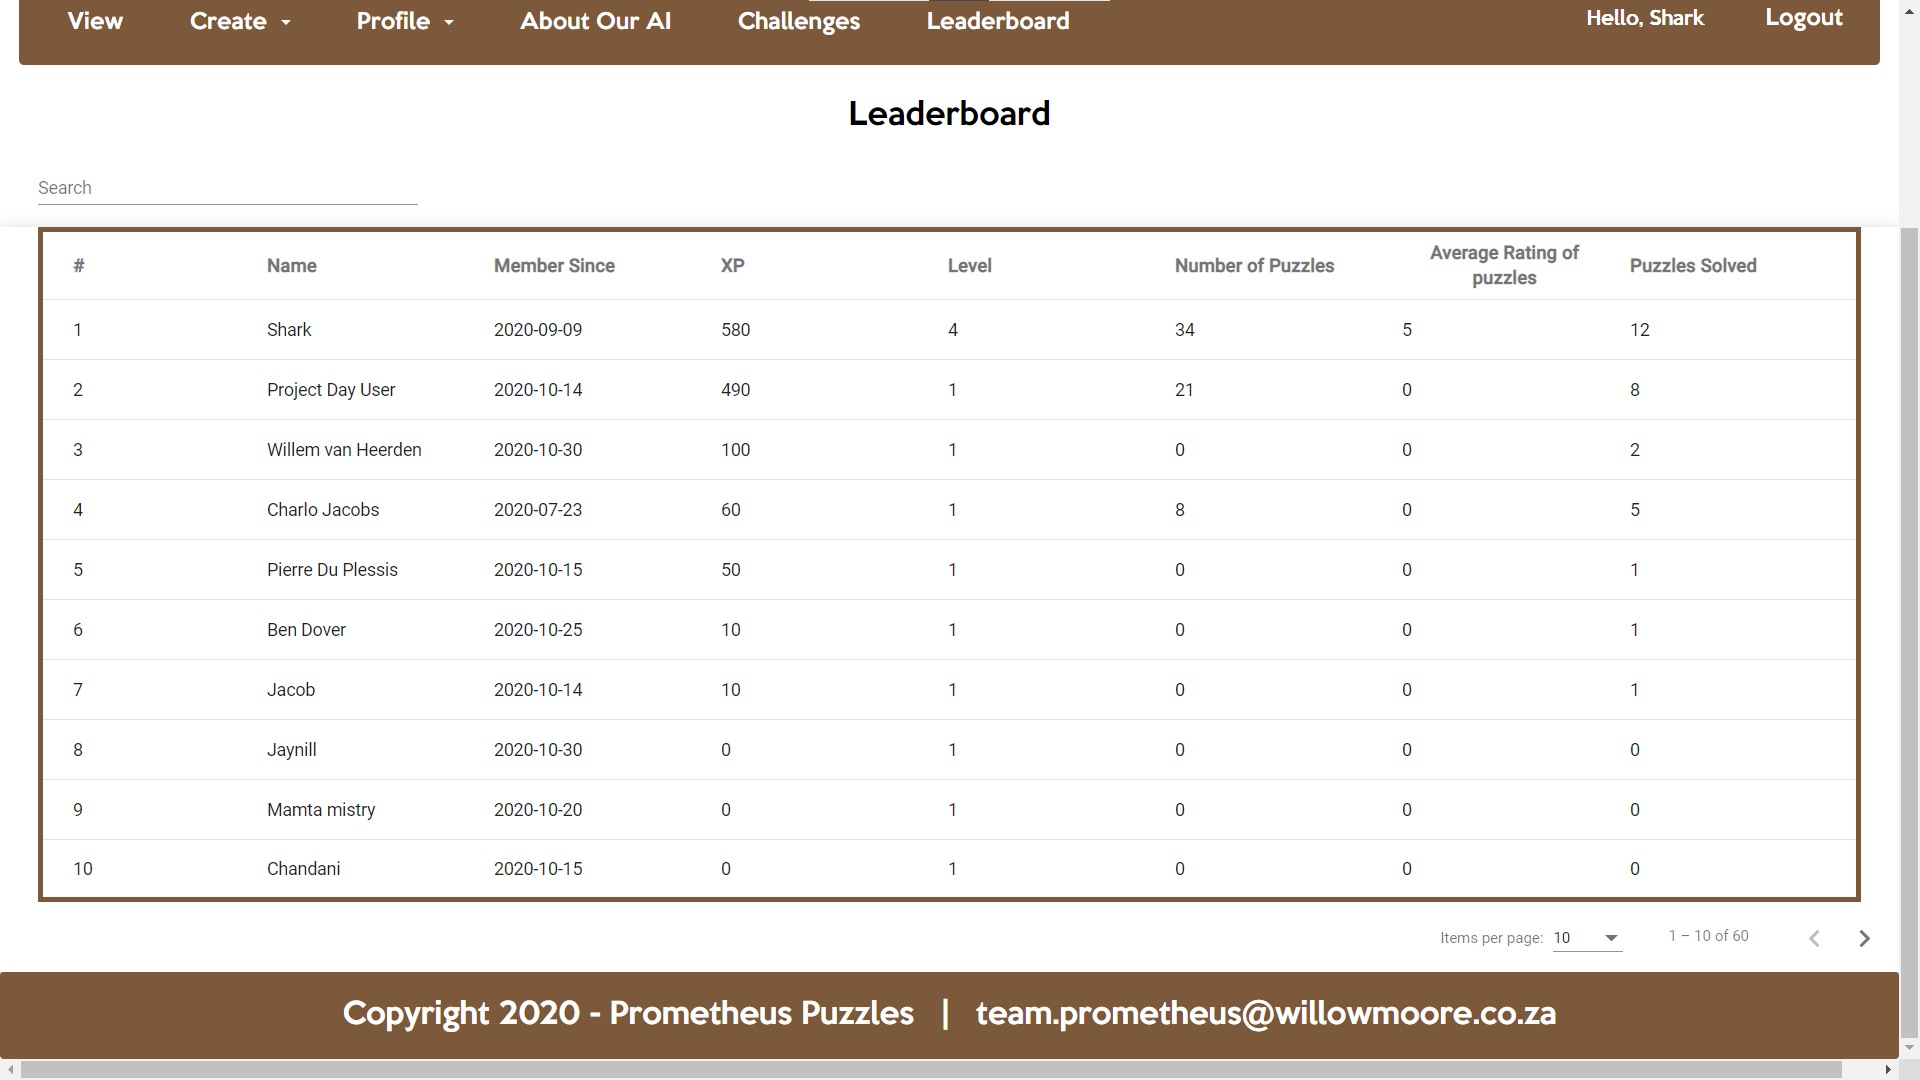 View Create Profile About Our AI Challenges Leaderboard Hello, Shark Logout
Leaderboard
Search
# Name Member Since XP Level Number of Puzzles Average Rating of puzzles Puzzles Solved
1 Shark 2020-09-09 580 4 34 5 12
2 Project Day User 2020-10-14 490 1 21 0 8
3 Willem van Heerden 2020-10-30 100 1 0 0 2
4 Charlo Jacobs 2020-07-23 60 1 8 0 5
5 Pierre Du Plessis 2020-10-15 50 1 0 0 1
6 Ben Dover 2020-10-25 10 1 0 0 1
7 Jacob 2020-10-14 10 1 0 0 1
8 Jaynill 2020-10-30 0 1 0 0 0
9 Mamta mistry 2020-10-20 0 1 0 0 0
10 Chandani 2020-10-15 0 1 0 0 0
Items per page: 10 1 – 10 of 60
Copyright 2020 - Prometheus Puzzles | team.prometheus@willowmoore.co.za